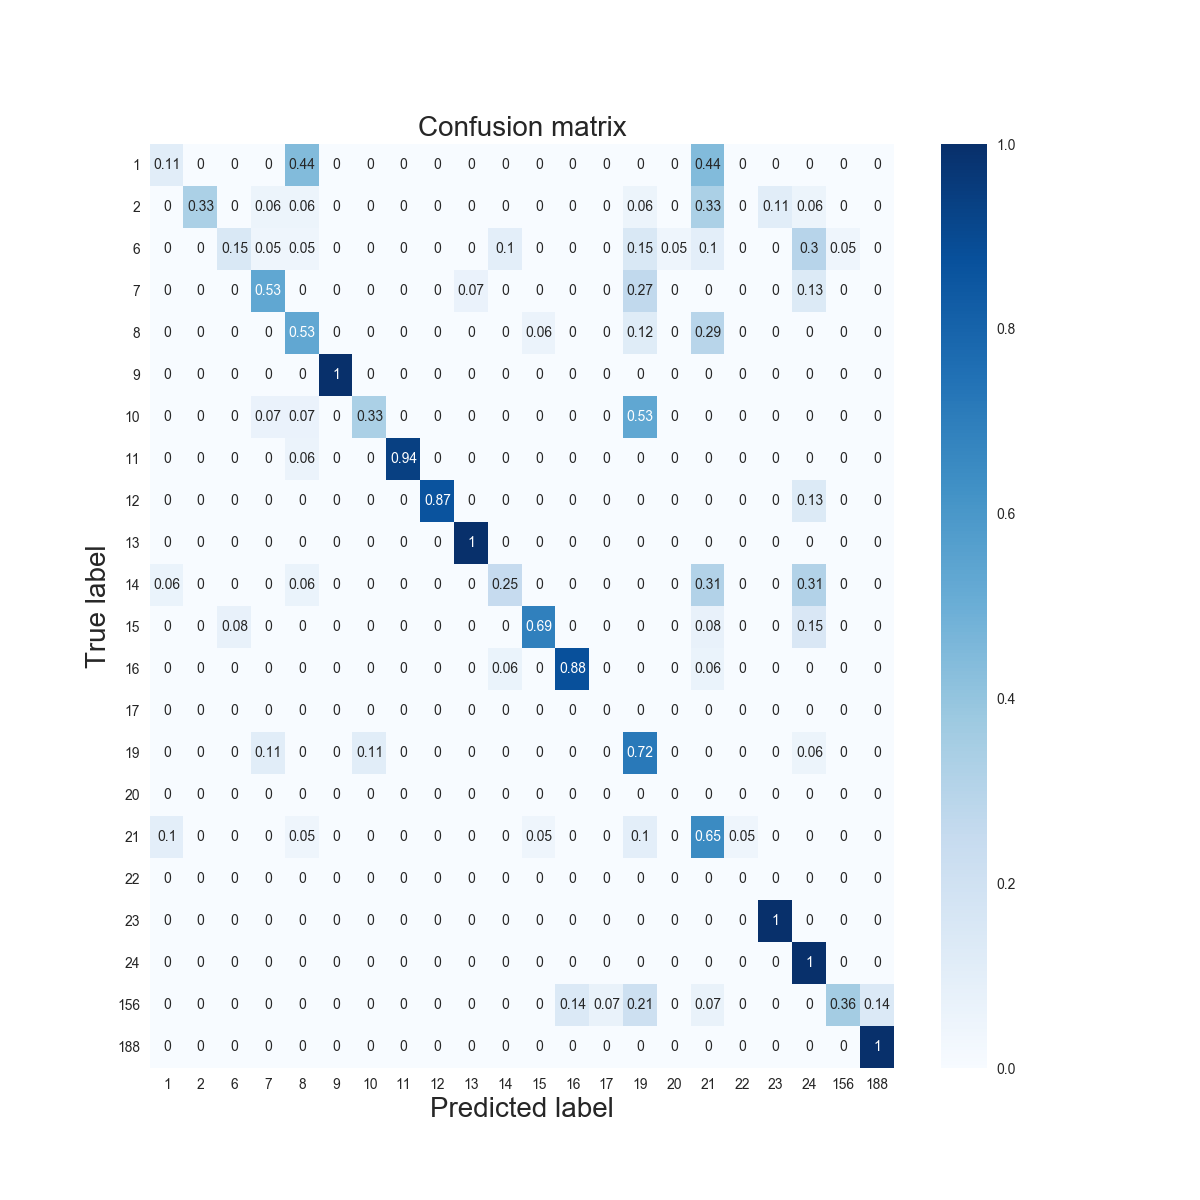 Confusion matrix
1 0.11 0 0 0 0.44 0 0 0 0 0 0 0 0 0 0 0 0.44 0 0 0 0 0 1.0
2 0 0.33 0 0.06 0.06 0 0 0 0 0 0 0 0 0 0.06 0 0.33 0 0.11 0.06 0 0
6 0 0 0.15 0.05 0.05 0 0 0 0 0 0.1 0 0 0 0.15 0.05 0.1 0 0 0.3 0.05 0
7 0 0 0 0.53 0 0 0 0 0 0.07 0 0 0 0 0.27 0 0 0 0 0.13 0 0
8 0 0 0 0 0.53 0 0 0 0 0 0 0.06 0 0 0.12 0 0.29 0 0 0 0 0 0.8
9 0 0 0 0 0 1 0 0 0 0 0 0 0 0 0 0 0 0 0 0 0 0
10 0 0 0 0.07 0.07 0 0.33 0 0 0 0 0 0 0 0.53 0 0 0 0 0 0 0
11 0 0 0 0 0.06 0 0 0.94 0 0 0 0 0 0 0 0 0 0 0 0 0 0
12 0 0 0 0 0 0 0 0 0.87 0 0 0 0 0 0 0 0 0 0 0.13 0 0 0.6
13 0 0 0 0 0 0 0 0 0 1 0 0 0 0 0 0 0 0 0 0 0 0
14 0.06 0 0 0 0.06 0 0 0 0 0 0.25 0 0 0 0 0 0.31 0 0 0.31 0 0
True label
15 0 0 0.08 0 0 0 0 0 0 0 0 0.69 0 0 0 0 0.08 0 0 0.15 0 0
16 0 0 0 0 0 0 0 0 0 0 0.06 0 0.88 0 0 0 0.06 0 0 0 0 0
17 0 0 0 0 0 0 0 0 0 0 0 0 0 0 0 0 0 0 0 0 0 0 0.4
19 0 0 0 0.11 0 0 0.11 0 0 0 0 0 0 0 0.72 0 0 0 0 0.06 0 0
20 0 0 0 0 0 0 0 0 0 0 0 0 0 0 0 0 0 0 0 0 0 0
21 0.1 0 0 0 0.05 0 0 0 0 0 0 0.05 0 0 0.1 0 0.65 0.05 0 0 0 0
22 0 0 0 0 0 0 0 0 0 0 0 0 0 0 0 0 0 0 0 0 0 0 0.2
23 0 0 0 0 0 0 0 0 0 0 0 0 0 0 0 0 0 0 1 0 0 0
24 0 0 0 0 0 0 0 0 0 0 0 0 0 0 0 0 0 0 0 1 0 0
156 0 0 0 0 0 0 0 0 0 0 0 0 0.14 0.07 0.21 0 0.07 0 0 0 0.36 0.14
188 0 0 0 0 0 0 0 0 0 0 0 0 0 0 0 0 0 0 0 0 0 1 0.0
1 2 6 7 8 9 10 11 12 13 14 15 16 17 19 20 21 22 23 24 156 188
Predicted label